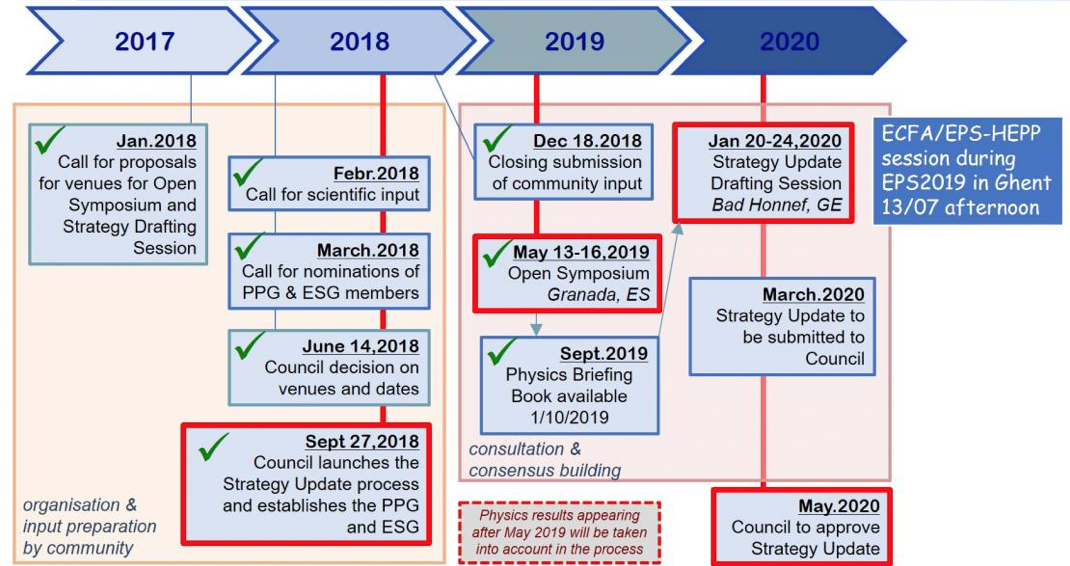 2017
2018
2019
2020
Jan.2018
Call for proposals
for venues for Open
Symposium and
Strategy Drafting
Session
Febr.2018
Call for scientific input
March.2018
Call for nominations of
PPG & ESG members
June 14,2018
Council decision on
venues and dates
Sept 27,2018
Council launches the
Strategy Update process
and establishes the PPG
and ESG
organisation &
input preparation
by community
Dec 18.2018
Closing submission
of community input
May 13-16,2019
Open Symposium
Granada, ES
Sept.2019
Physics Briefing
Book available
1/10/2019
consultation &
consensus building
Physics results appearing
after May 2019 will be taken
into account in the process
Jan 20-24,2020
Strategy Update
Drafting Session
Bad Honnef, GE
March.2020
Strategy Update to
be submitted to
Council
May.2020
Council to approve
Strategy Update
ECFA/EPS-HEPP
session during
EPS2019 in Ghent
13/07 afternoon